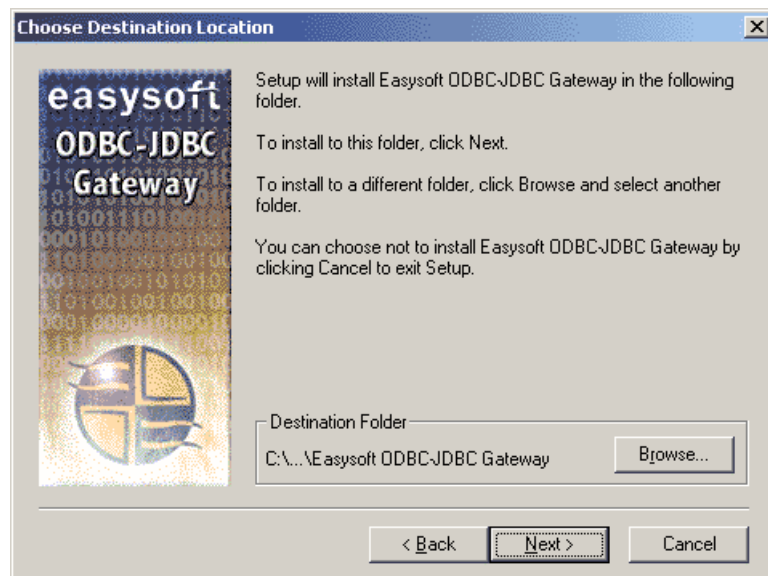 Choose Destination Location
easysoft
ODBC-JDBC
Gateway
Setup will install Easysoft ODBC-JDBC Gateway in the following
folder.
To install to this folder, click Next.
To install to a different folder, click Browse and select another
folder.
You can choose not to install Easysoft ODBC-JDBC Gateway by
clicking Cancel to exit Setup.
Destination Folder
C:\...\Easysoft ODBC-JDBC Gateway
Browse...
< Back
Next >
Cancel